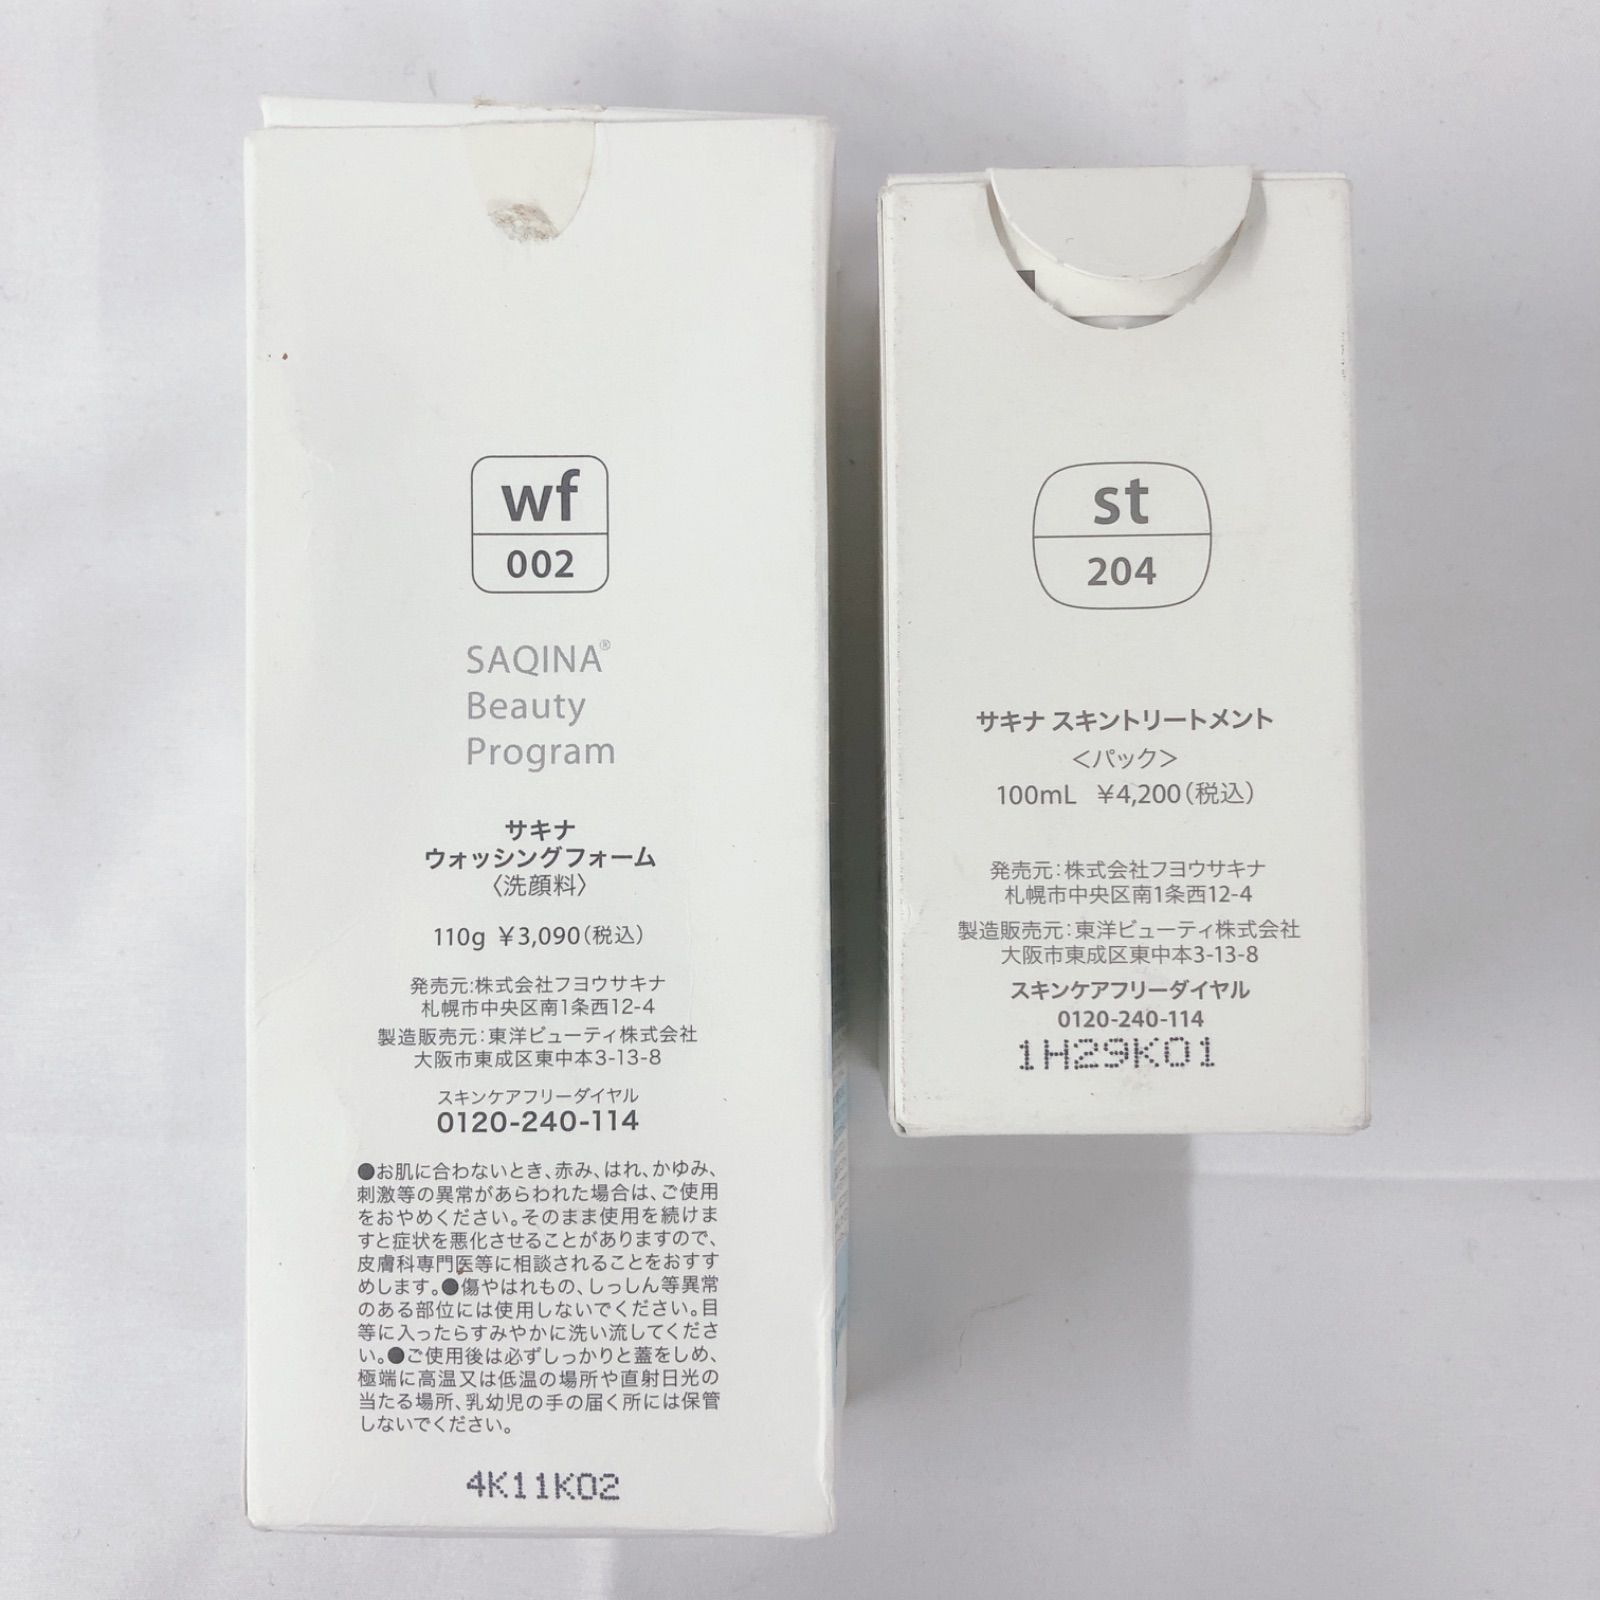 wf
002
SAQINA®
Beauty
Program
サキナ
ウォッシングフォーム
〈洗顔料〉
110g ¥3,090(税込)
発売元:株式会社フヨウサキナ
札幌市中央区南1条西12-4
製造販売元:東洋ビューティ株式会社
大阪市東成区東中本3-13-8
スキンケアフリーダイヤル
0120-240-114
●お肌に合わないとき、赤み、はれ、かゆみ、
刺激等の異常があらわれた場合は、ご使用
をおやめください。そのまま使用を続けま
すと症状を悪化させることがありますので、
皮膚科専門医等に相談されることをおすす
めします。●傷やはれもの、しっしん等異常
のある部位には使用しないでください。目
等に入ったらすみやかに洗い流してくださ
い。●ご使用後は必ずしっかりと蓋をしめ、
極端に高温又は低温の場所や直射日光の
当たる場所、乳幼児の手の届く所には保管
しないでください。
4K11K02
st
204
サキナ スキントリートメント
＜パック＞
100mL ¥4,200(税込)
発売元:株式会社フヨウサキナ
札幌市中央区南1条西12-4
製造販売元:東洋ビューティ株式会社
大阪市東成区東中本3-13-8
スキンケアフリーダイヤル
0120-240-114
1H29K01